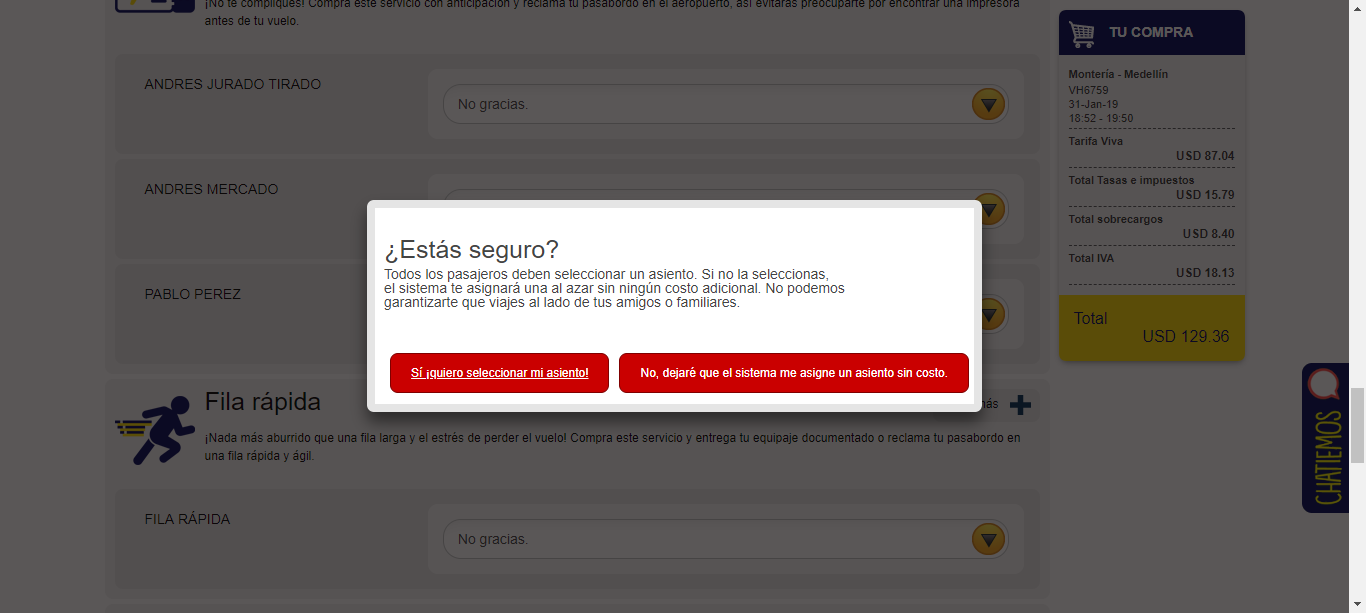 ¡No te compliques! Compra este servicio con anticipación y reclama tu pasabordo en el aeropuerto, así evitarás preocuparte por encontrar una impresora
antes de tu vuelo.
ANDRES JURADO TIRADO
No gracias.
ANDRES MERCADO
PABLO PEREZ
¿Estás seguro?
Todos los pasajeros deben seleccionar un asiento. Si no la seleccionas,
el sistema te asignará una al azar sin ningún costo adicional. No podemos
garantizarte que viajes al lado de tus amigos o familiares.
Sí ¡quiero seleccionar mi asiento!
No, dejaré que el sistema me asigne un asiento sin costo.
Fila rápida
¡Nada más aburrido que una fila larga y el estrés de perder el vuelo! Compra este servicio y entrega tu equipaje documentado o reclama tu pasabordo en
una fila rápida y ágil.
FILA RÁPIDA
No gracias.
TU COMPRA
Montería - Medellín
VH6759
31-Jan-19
18:52 - 19:50
Tarifa Viva
USD 87.04
Total Tasas e impuestos
USD 15.79
Total sobrecargos
USD 8.40
Total IVA
USD 18.13
Total
USD 129.36
CHATIEMOS